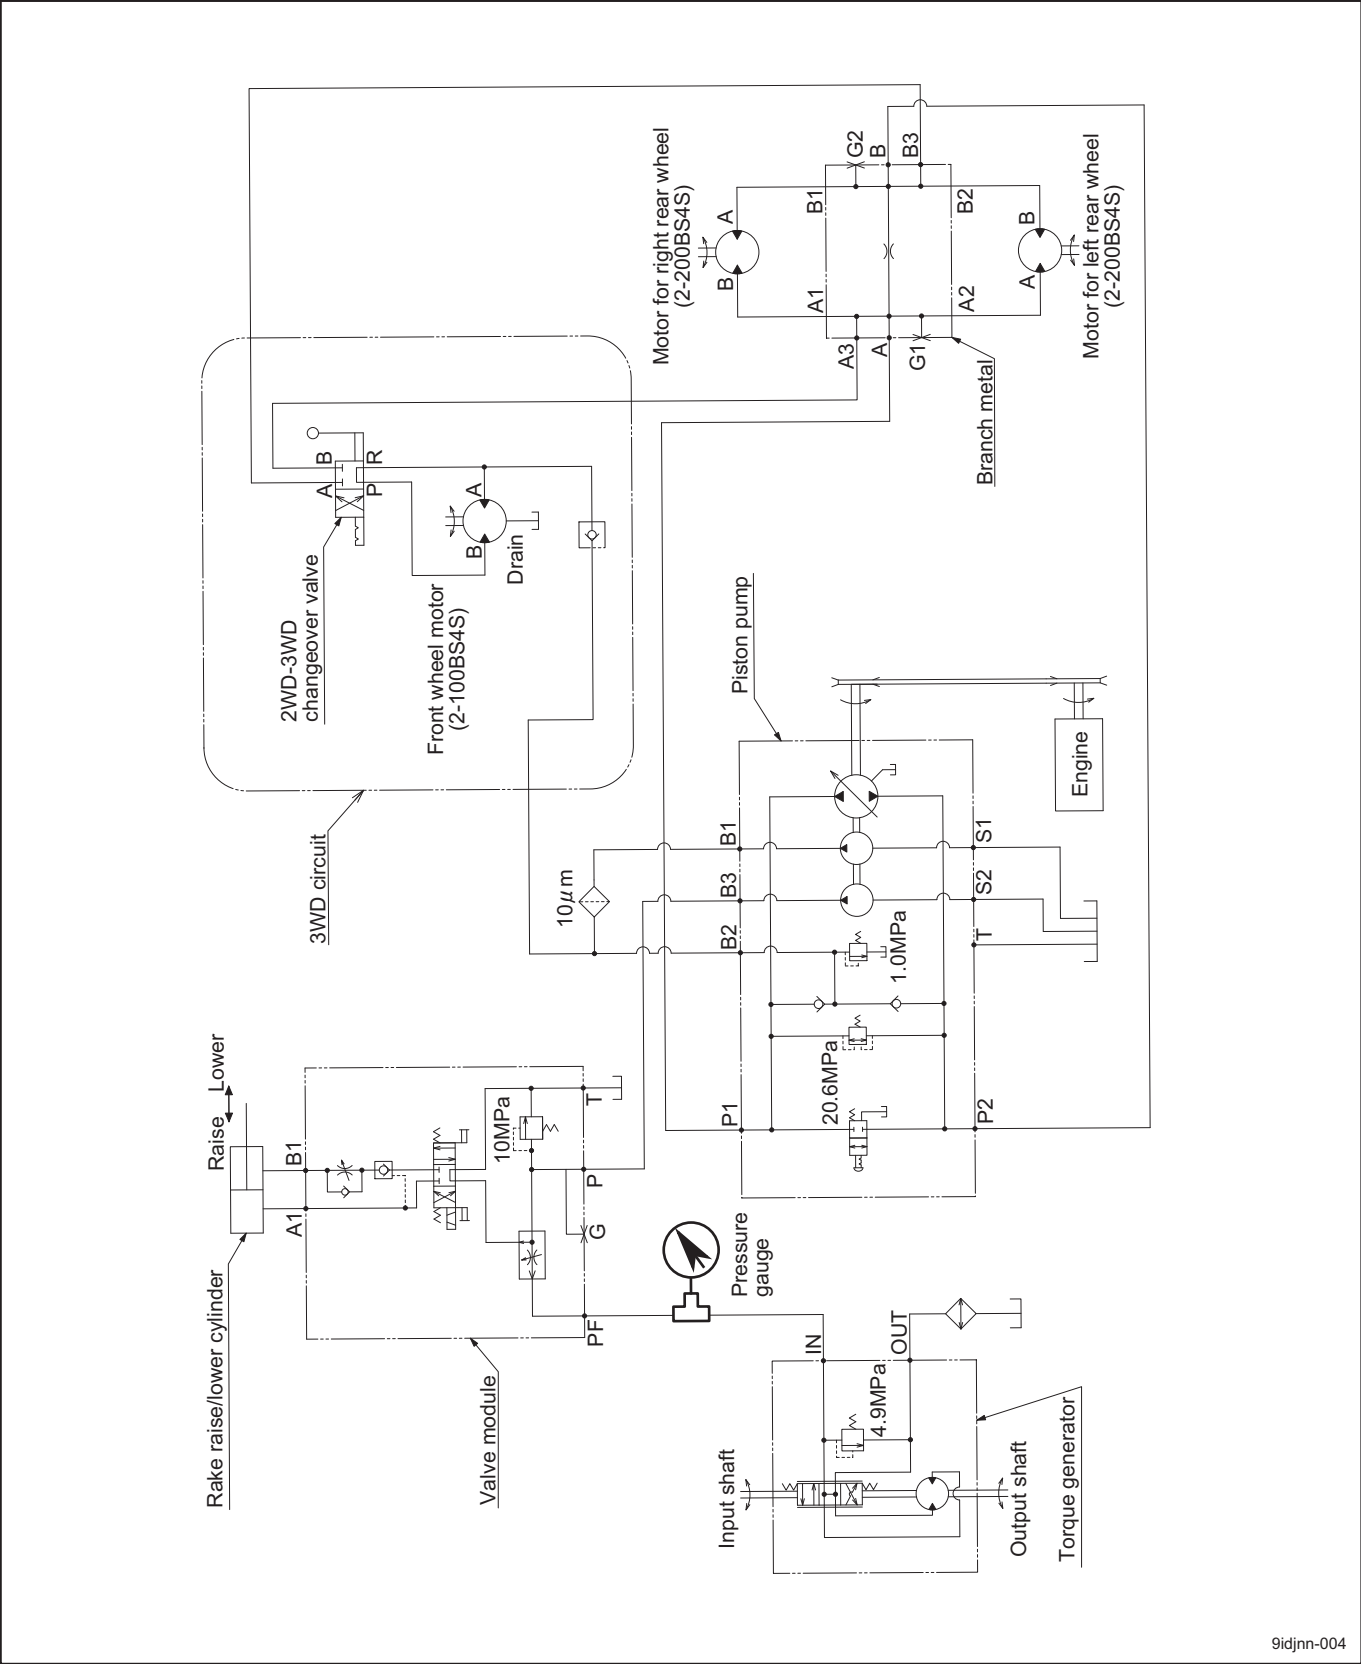 Rake raise/lower cylinder
Raise
Lower
A1
B1
Valve module
10MPa
PF
G
P
T
3WD circuit
2WD-3WD
changeover valve
A
B
P
R
Front wheel motor
(2-100BS4S)
B
A
Drain
Motor for right rear wheel
(2-200BS4S)
B
A
A1
B1
G2
B
B3
A3
A
G1
A2
B2
A
B
Motor for left rear wheel
(2-200BS4S)
Branch metal
Piston pump
10μm
P1
B2
B3
B1
20.6MPa
1.0MPa
P2
T
S2
S1
Engine
Pressure
gauge
IN
OUT
4.9MPa
Input shaft
Output shaft
Torque generator
9idjnn-004